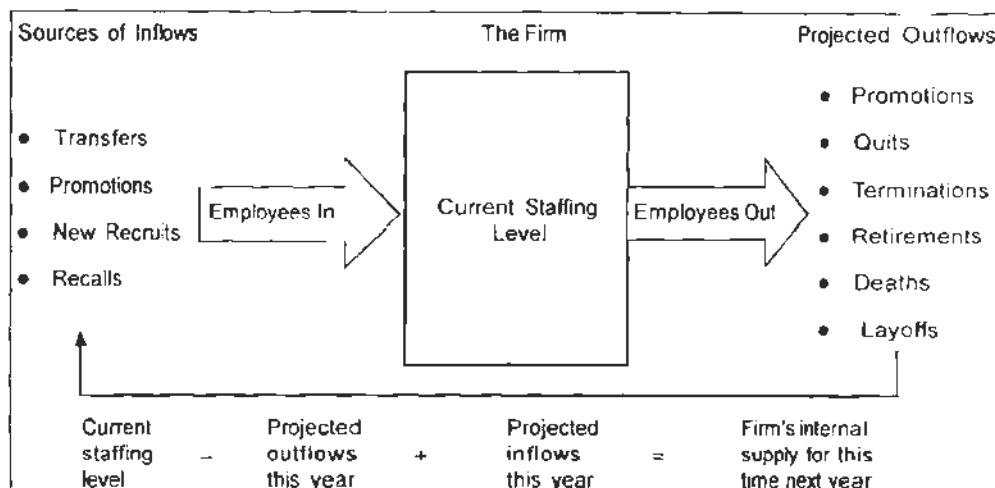 Sources of Inflows
The Firm
Projected Outflows
• Transfers
• Promotions
• New Recruits
• Recalls
Employees In
Current Staffing
Level
Employees Out
• Promotions
• Quits
• Terminations
• Retirements
• Deaths
• Layoffs
Current
staffing
level
–
Projected
outflows
this year
+
Projected
inflows
this year
=
Firm's internal
supply for this
time next year